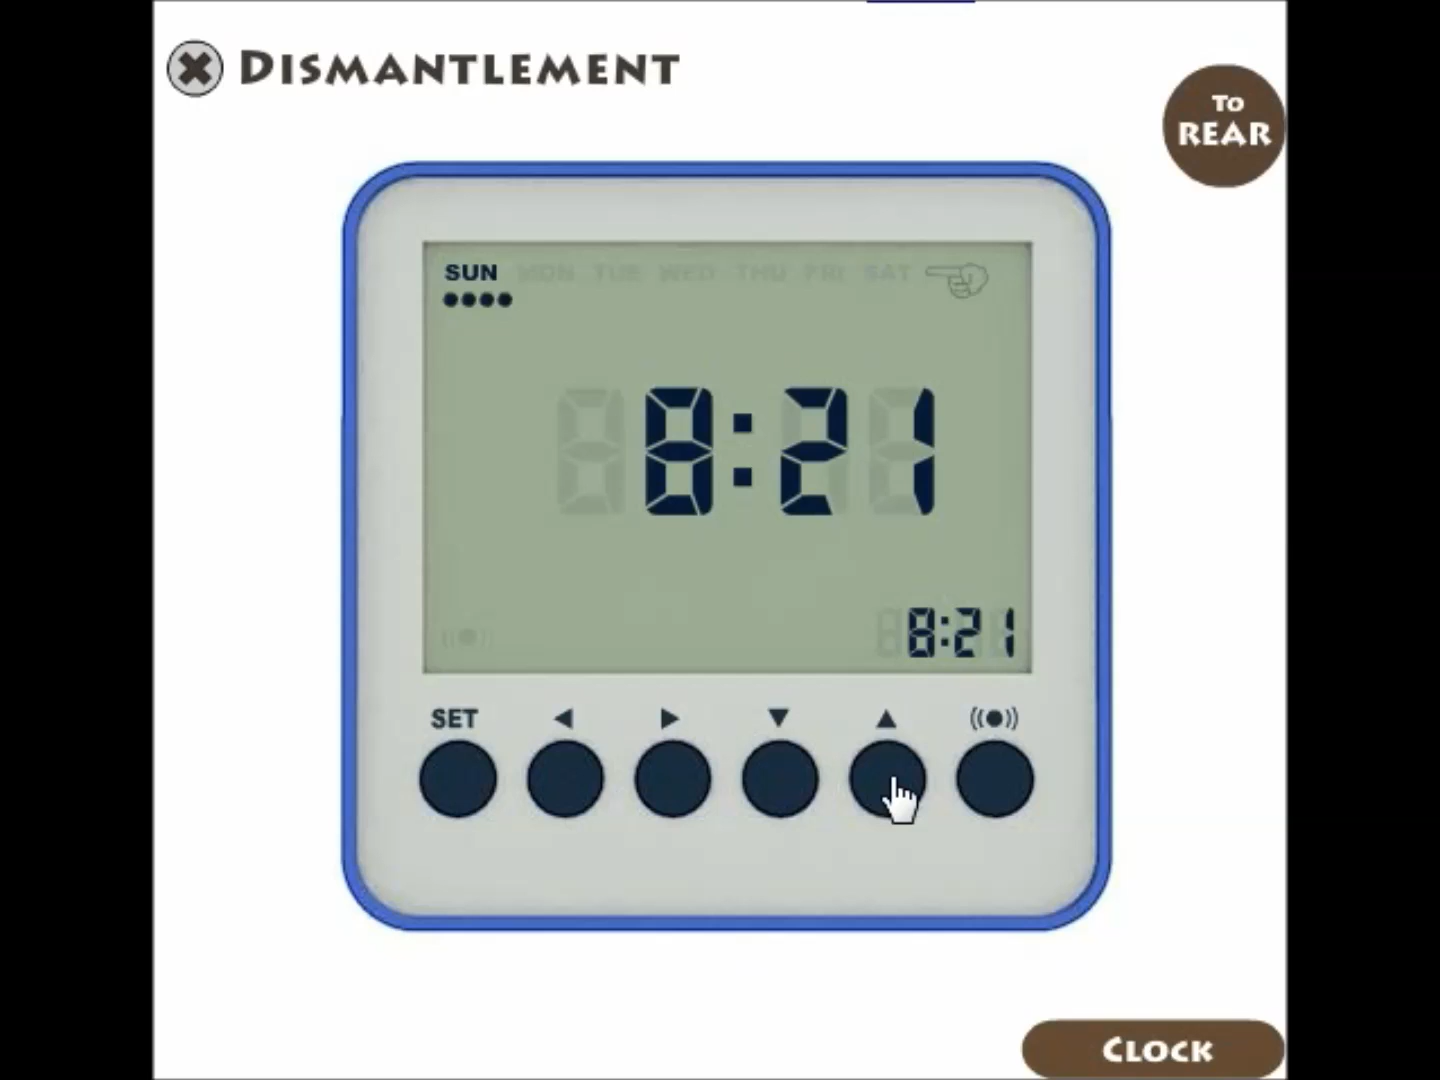 DISMANTLEMENT
TO
REAR
SUN MON TUE WED THU FRI SAT
8:21
8:21
SET
CLOCK